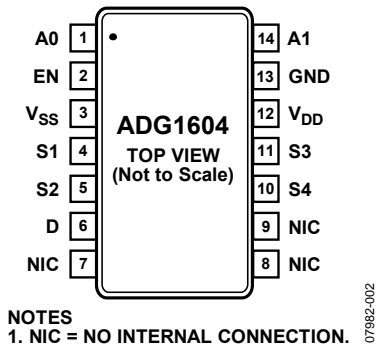 A0 1 14 A1
EN 2 13 GND
VSS 3 12 VDD
S1 4 11 S3
S2 5 10 S4
D 6 9 NIC
NIC 7 8 NIC
ADG1604
TOP VIEW
(Not to Scale)
NOTES
1. NIC = NO INTERNAL CONNECTION.
07982-002